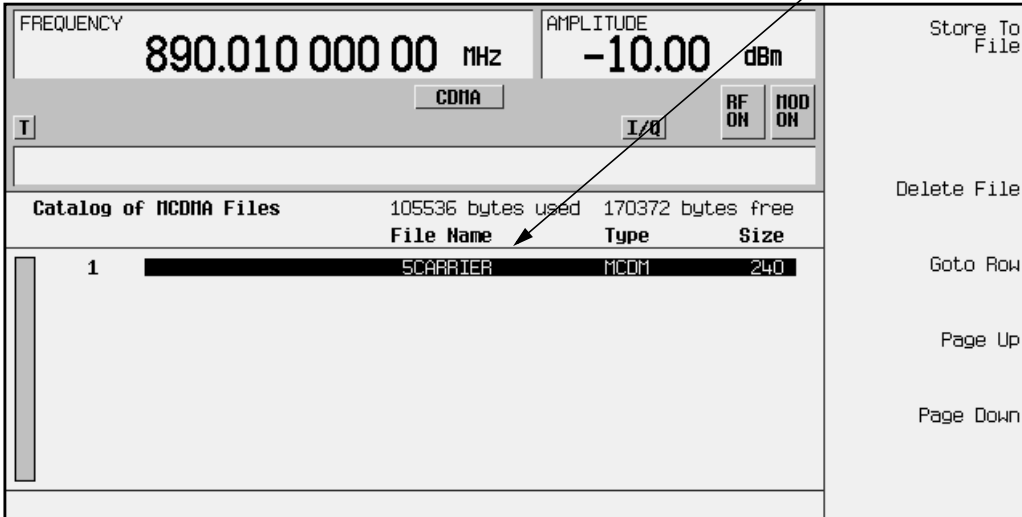 FREQUENCY
890.010 000 00 MHz
AMPLITUDE
-10.00 dBm
CDMA
RF ON
MOD ON
T
I/Q
Catalog of MCDMA Files 105536 bytes used 170372 bytes free
File Name Type Size
1 5CARRIER MCDM 240
Store To
File
Delete File
Goto Row
Page Up
Page Down